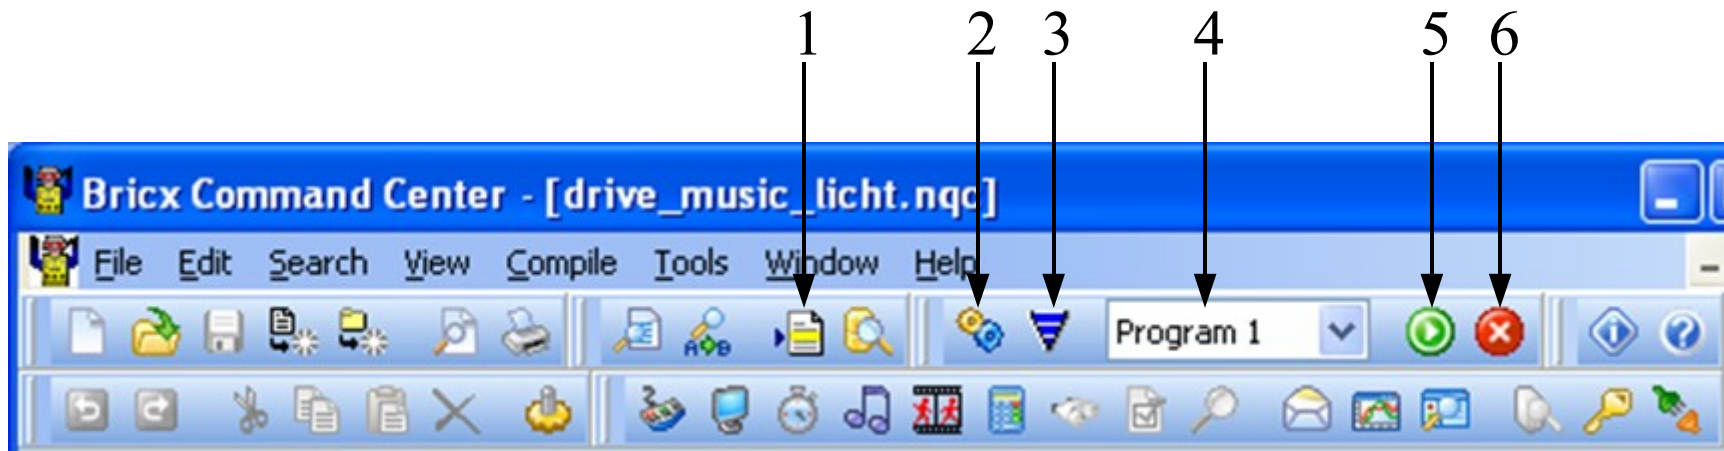 1 2 3 4 5 6
Bricx Command Center - [drive_music_licht.nqc]
File Edit Search View Compile Tools Window Help
A B
Program 1